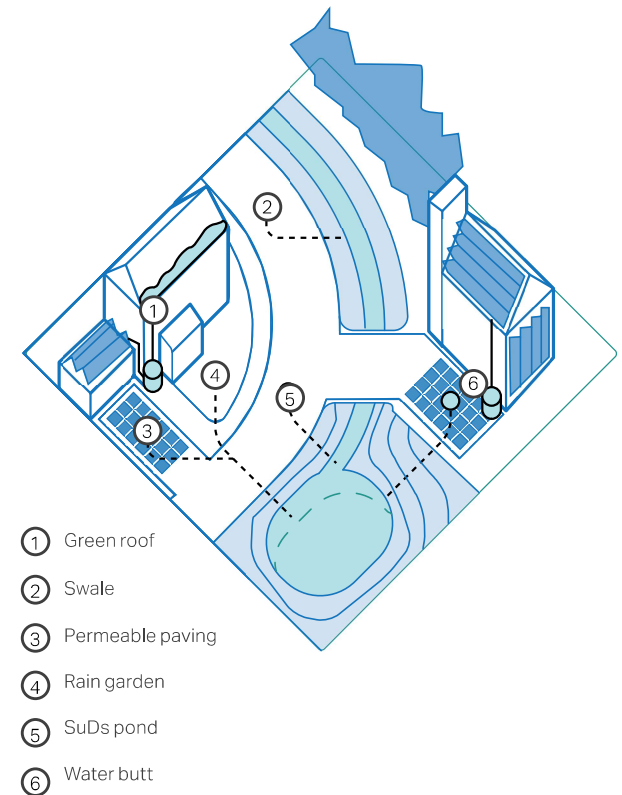 2
1
6
4
5
3
1 Green roof
2 Swale
3 Permeable paving
4 Rain garden
5 SuDs pond
6 Water butt